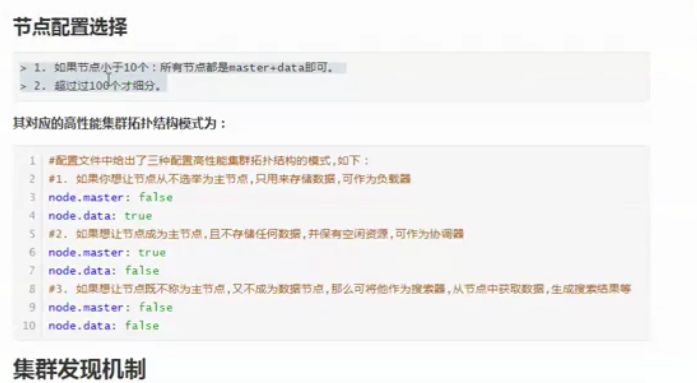 节点配置选择
> 1. 如果节点小于10个：所有节点都是master+data即可。
> 2. 超过过100个才细分。
其对应的高性能集群拓扑结构模式为：
1 #配置文件中给出了三种配置高性能集群拓扑结构的模式,如下：
2 #1. 如果你想让节点从不选举为主节点,只用来存储数据,可作为负载器
3 node.master: false
4 node.data: true
5 #2. 如果想让节点成为主节点,且不存储任何数据,并保有空闲资源,可作为协调器
6 node.master: true
7 node.data: false
8 #3. 如果想让节点既不称为主节点,又不成为数据节点,那么可将他作为搜索器,从节点中获取数据,生成搜索结果等
9 node.master: false
10 node.data: false
集群发现机制